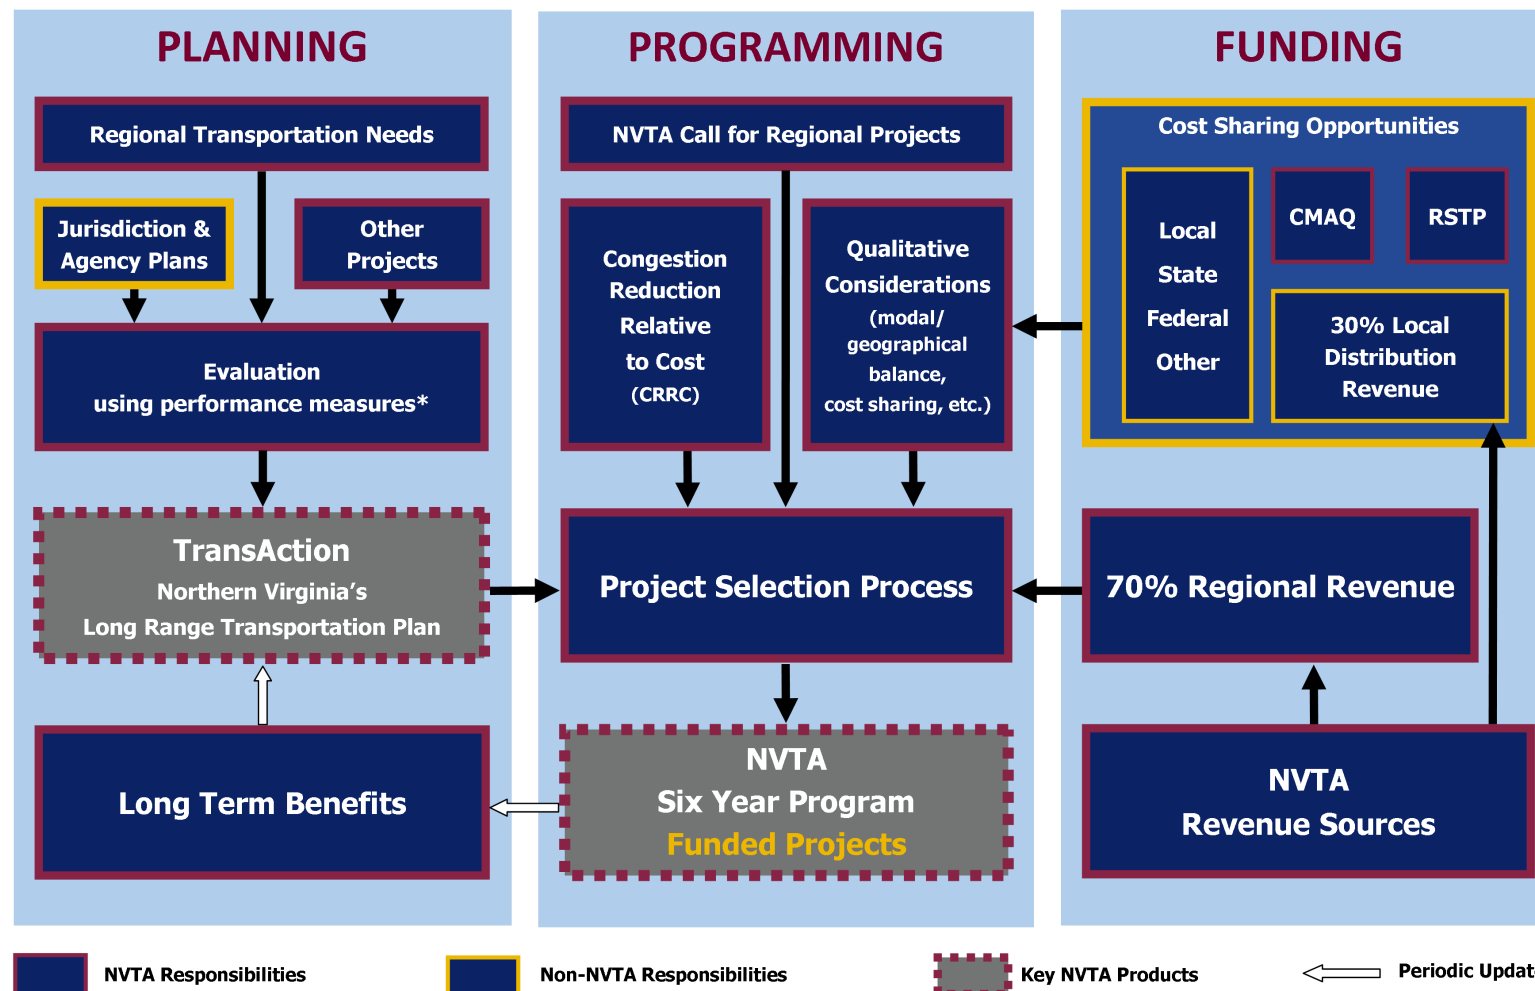 PLANNING
Regional Transportation Needs
Jurisdiction &
Agency Plans
Other
Projects
Evaluation
using performance measures*
TransAction
Northern Virginia’s
Long Range Transportation Plan
Long Term Benefits
PROGRAMMING
NVTA Call for Regional Projects
Congestion
Reduction
Relative
to Cost
(CRRC)
Qualitative
Considerations
(modal/
geographical
balance,
cost sharing, etc.)
Project Selection Process
NVTA
Six Year Program
Funded Projects
FUNDING
Cost Sharing Opportunities
Local
State
Federal
Other
CMAQ
RSTP
30% Local
Distribution
Revenue
70% Regional Revenue
NVTA
Revenue Sources
NVTA Responsibilities
Non-NVTA Responsibilities
Key NVTA Products
Periodic Updat